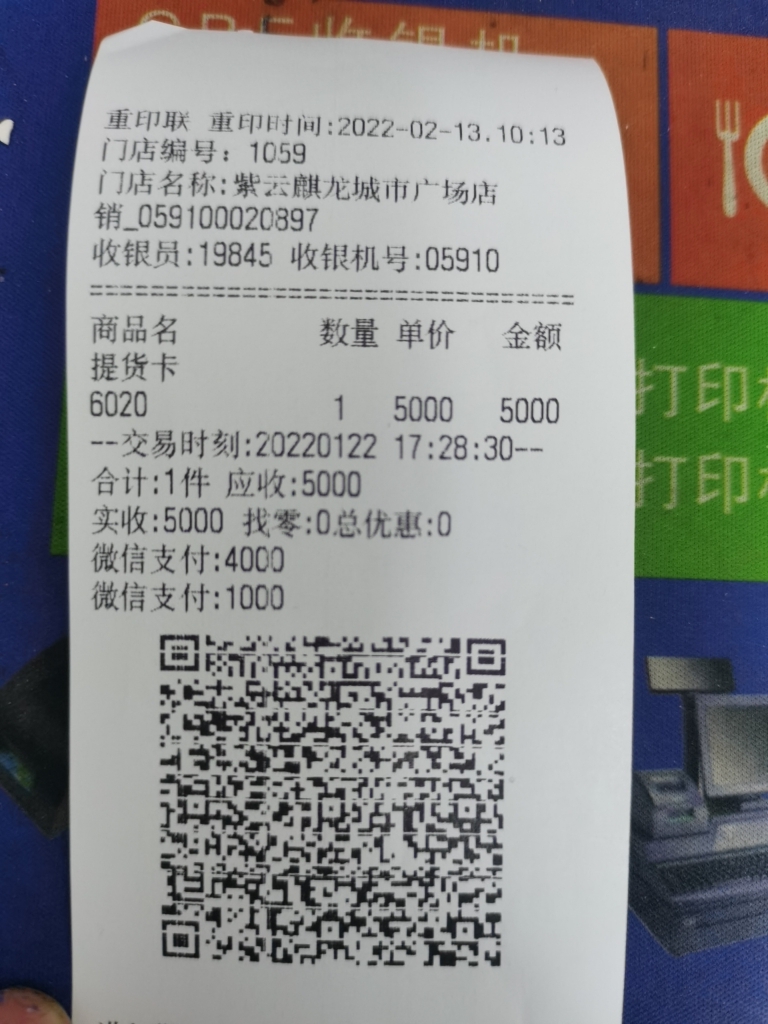 收银机
重印联 重印时间:2022-02-13.10:13
门店编号: 1059
门店名称:紫云麒龙城市广场店
销_059100020897
收银员:19845 收银机号:05910
商品名 数量 单价 金额
提货卡
6020 1 5000 5000
--交易时刻:20220122 17:28:30--
合计:1件 应收:5000
实收:5000 找零:0总优惠:0
微信支付:4000
微信支付:1000
打印
打印